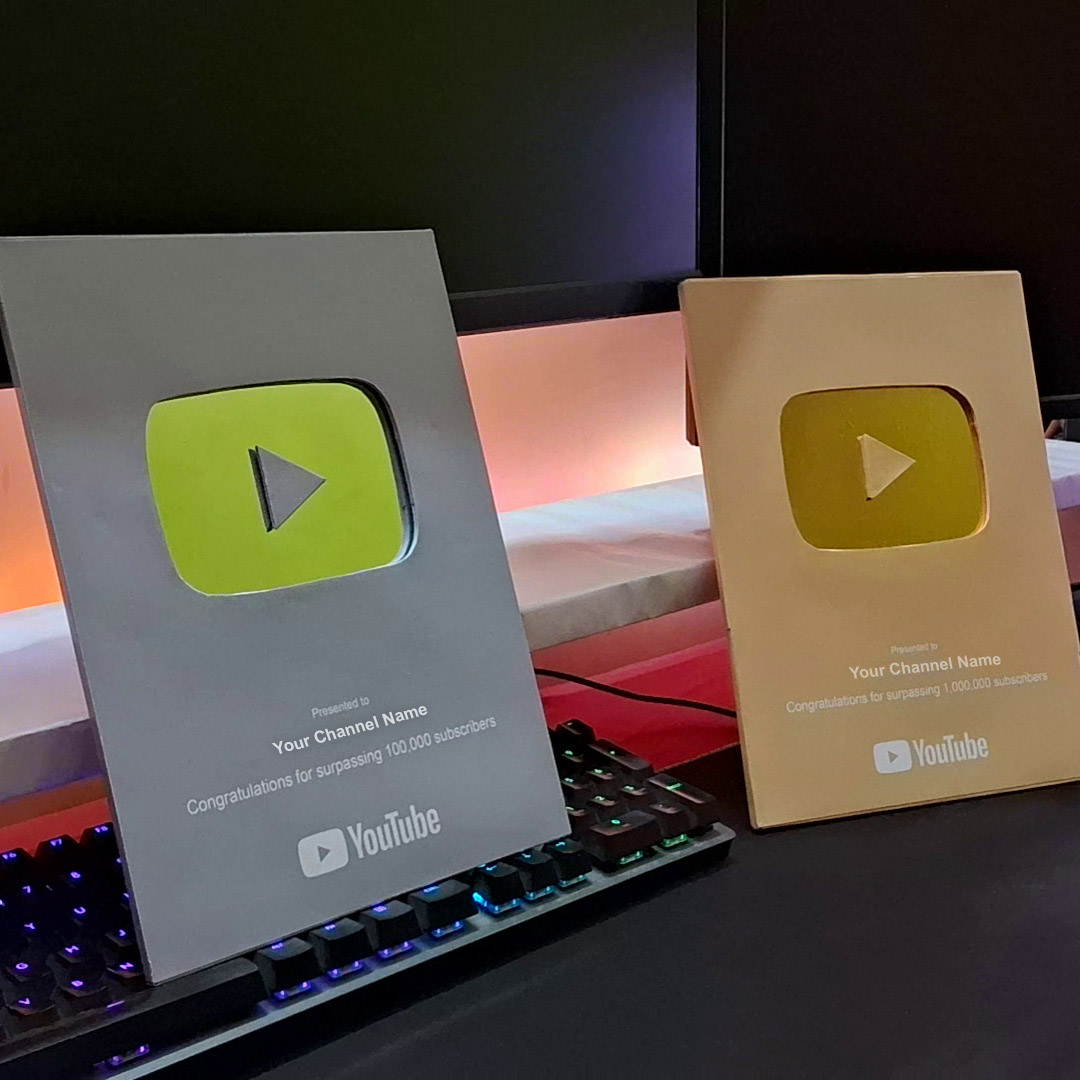 Presented to
Your Channel Name
Congratulations for surpassing 100,000 subscribers
YouTube
Presented to
Your Channel Name
Congratulations for surpassing 1,000,000 subscribers
YouTube